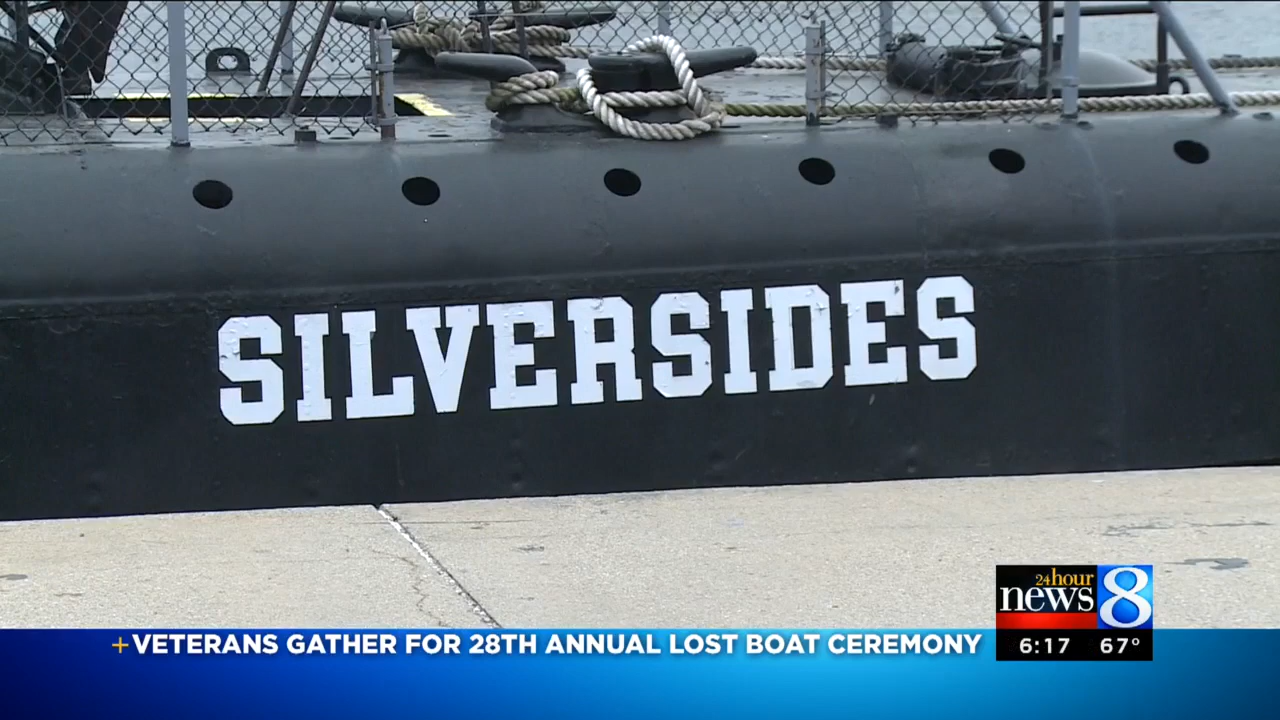 SILVERSIDES
24hour
news 8
6:17 67°
+VETERANS GATHER FOR 28TH ANNUAL LOST BOAT CEREMONY